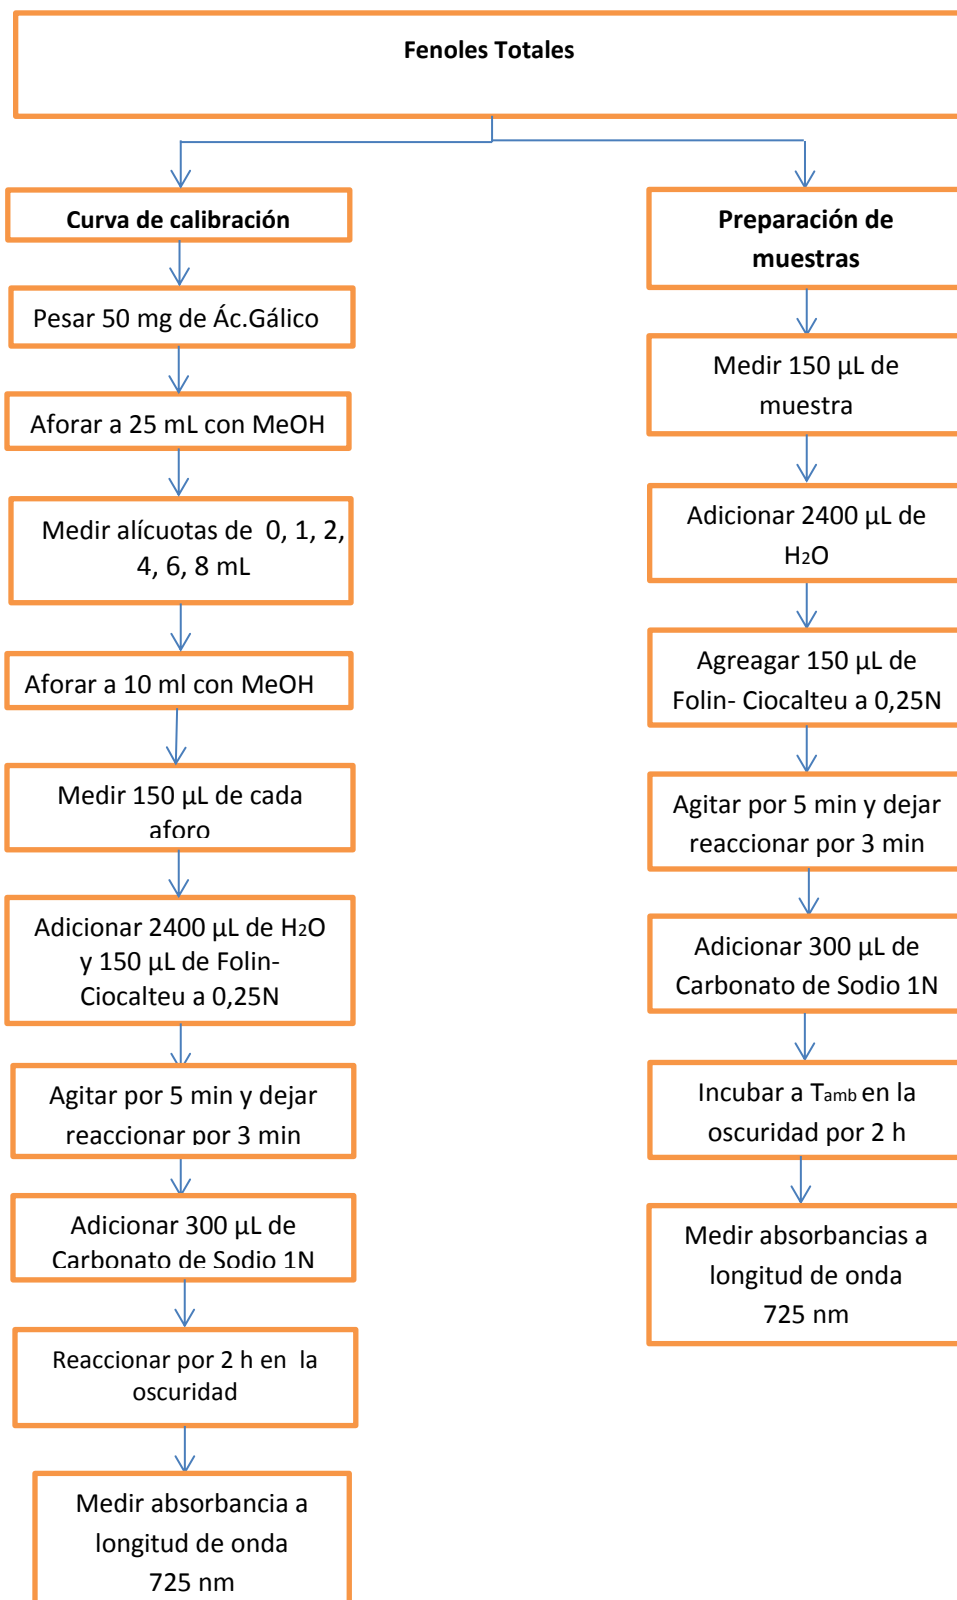 Fenoles Totales
Curva de calibración
Pesar 50 mg de Ác.Gálico
Aforar a 25 mL con MeOH
Medir alícuotas de 0, 1, 2,
4, 6, 8 mL
Aforar a 10 ml con MeOH
Medir 150 µL de cada
aforo
Adicionar 2400 µL de H2O
y 150 µL de Folin-
Ciocalteu a 0,25N
Agitar por 5 min y dejar
reaccionar por 3 min
Adicionar 300 µL de
Carbonato de Sodio 1N
Reaccionar por 2 h en la
oscuridad
Medir absorbancia a
longitud de onda
725 nm
Preparación de
muestras
Medir 150 µL de
muestra
Adicionar 2400 µL de
H2O
Agreagar 150 µL de
Folin- Ciocalteu a 0,25N
Agitar por 5 min y dejar
reaccionar por 3 min
Adicionar 300 µL de
Carbonato de Sodio 1N
Incubar a Tamb en la
oscuridad por 2 h
Medir absorbancias a
longitud de onda
725 nm